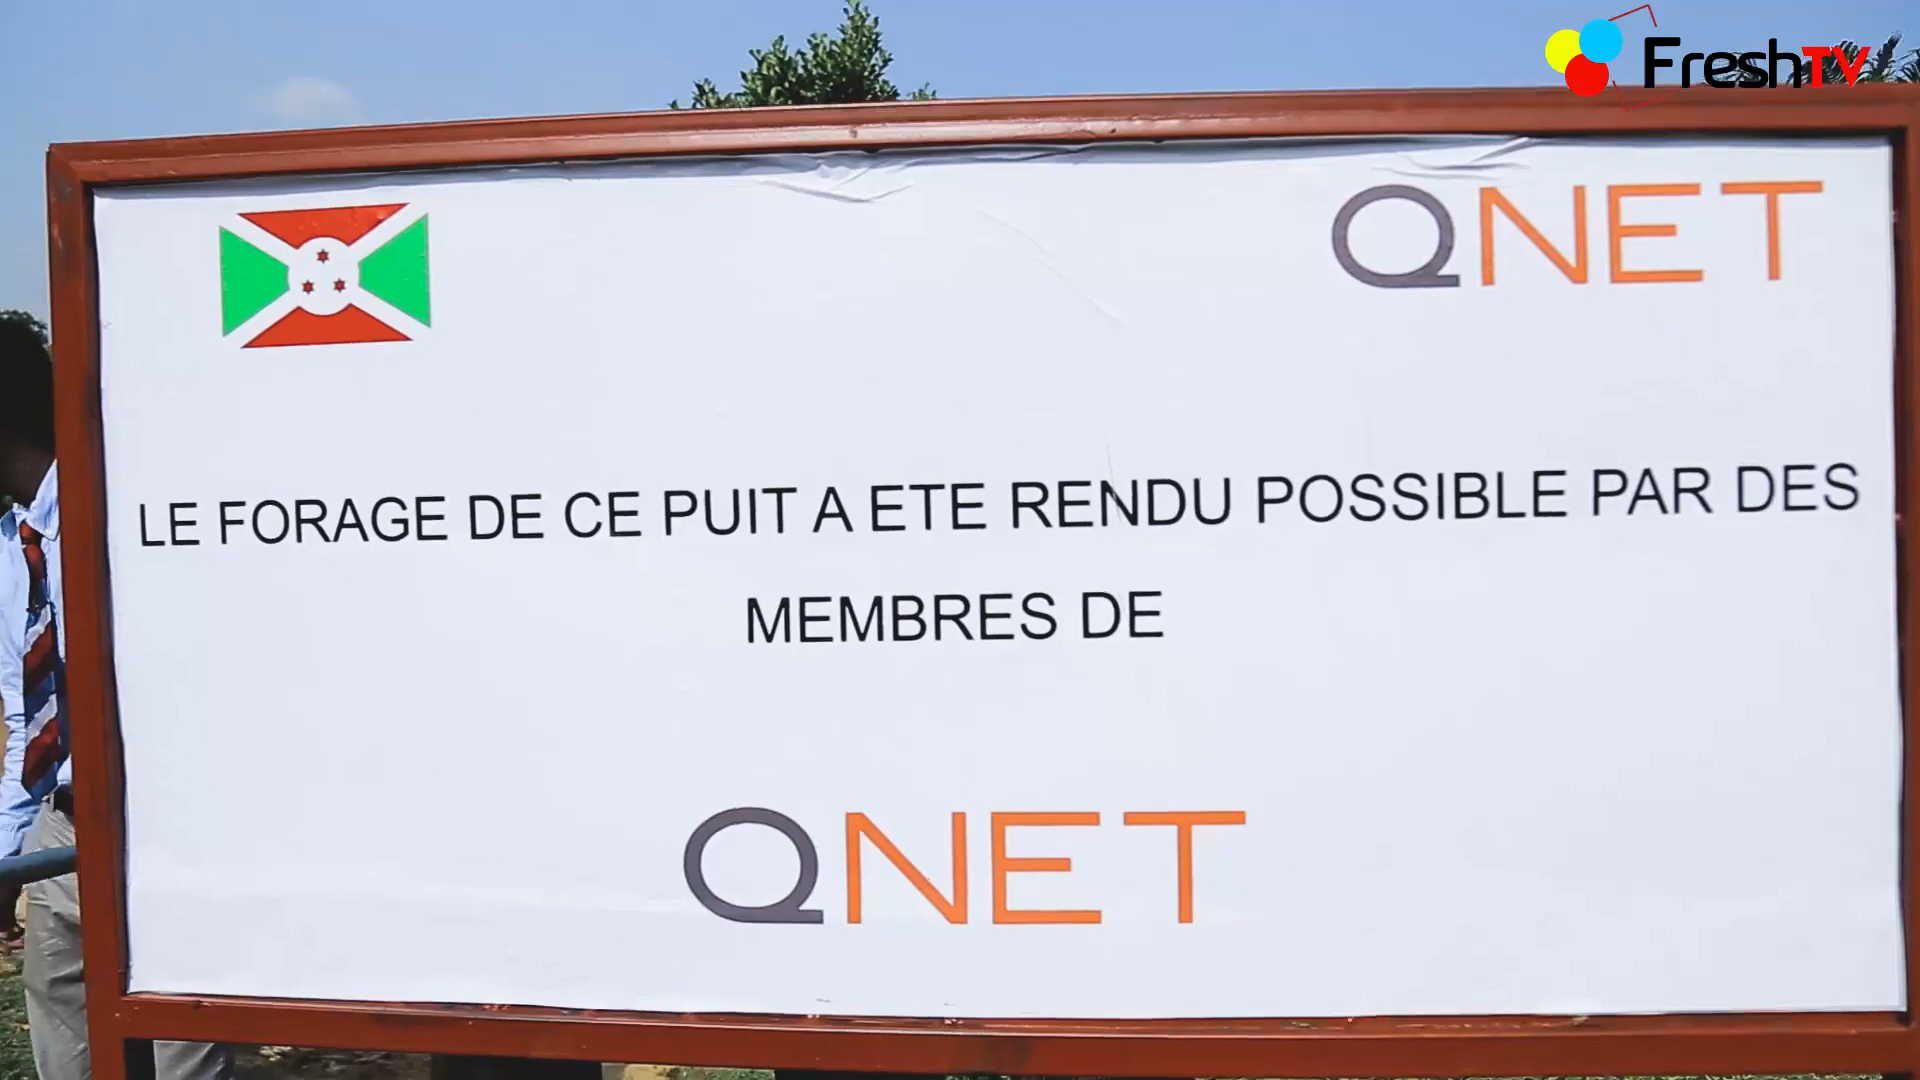 FreshTV
QNET
LE FORAGE DE CE PUIT A ETE RENDU POSSIBLE PAR DES
MEMBRES DE
QNET